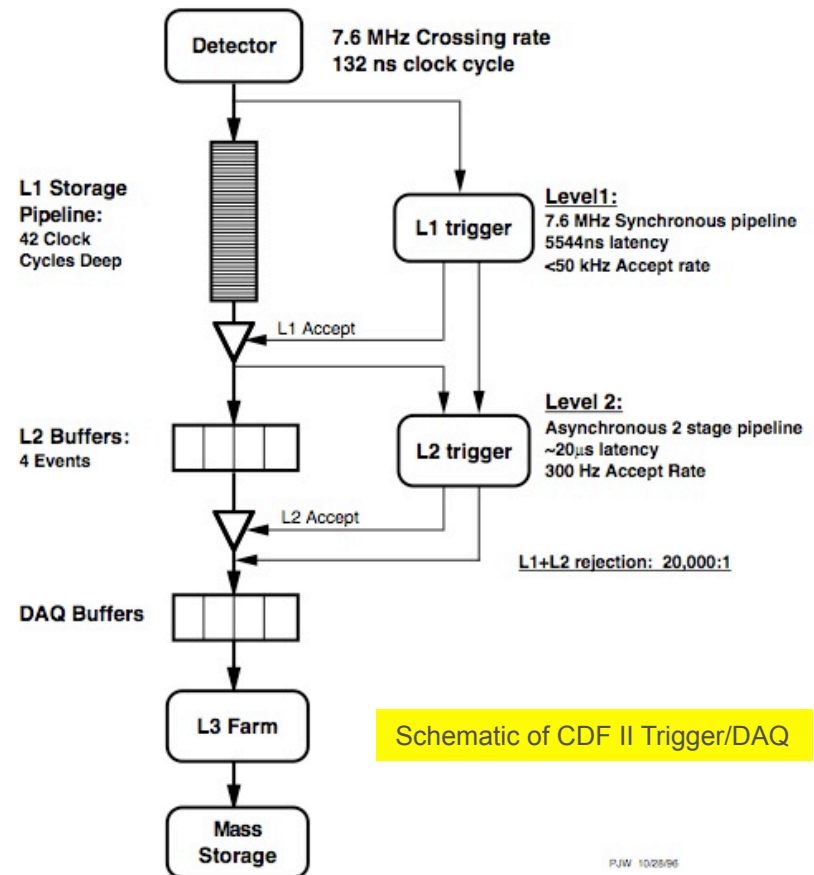 Detector
7.6 MHz Crossing rate
132 ns clock cycle
L1 Storage
Pipeline:
42 Clock
Cycles Deep
L1 trigger
Level1:
7.6 MHz Synchronous pipeline
5544ns latency
<50 kHz Accept rate
L1 Accept
L2 Buffers:
4 Events
L2 trigger
Level 2:
Asynchronous 2 stage pipeline
~20µs latency
300 Hz Accept Rate
L2 Accept
L1+L2 rejection: 20,000:1
DAQ Buffers
L3 Farm
Schematic of CDF II Trigger/DAQ
Mass
Storage
PJW 10/28/96